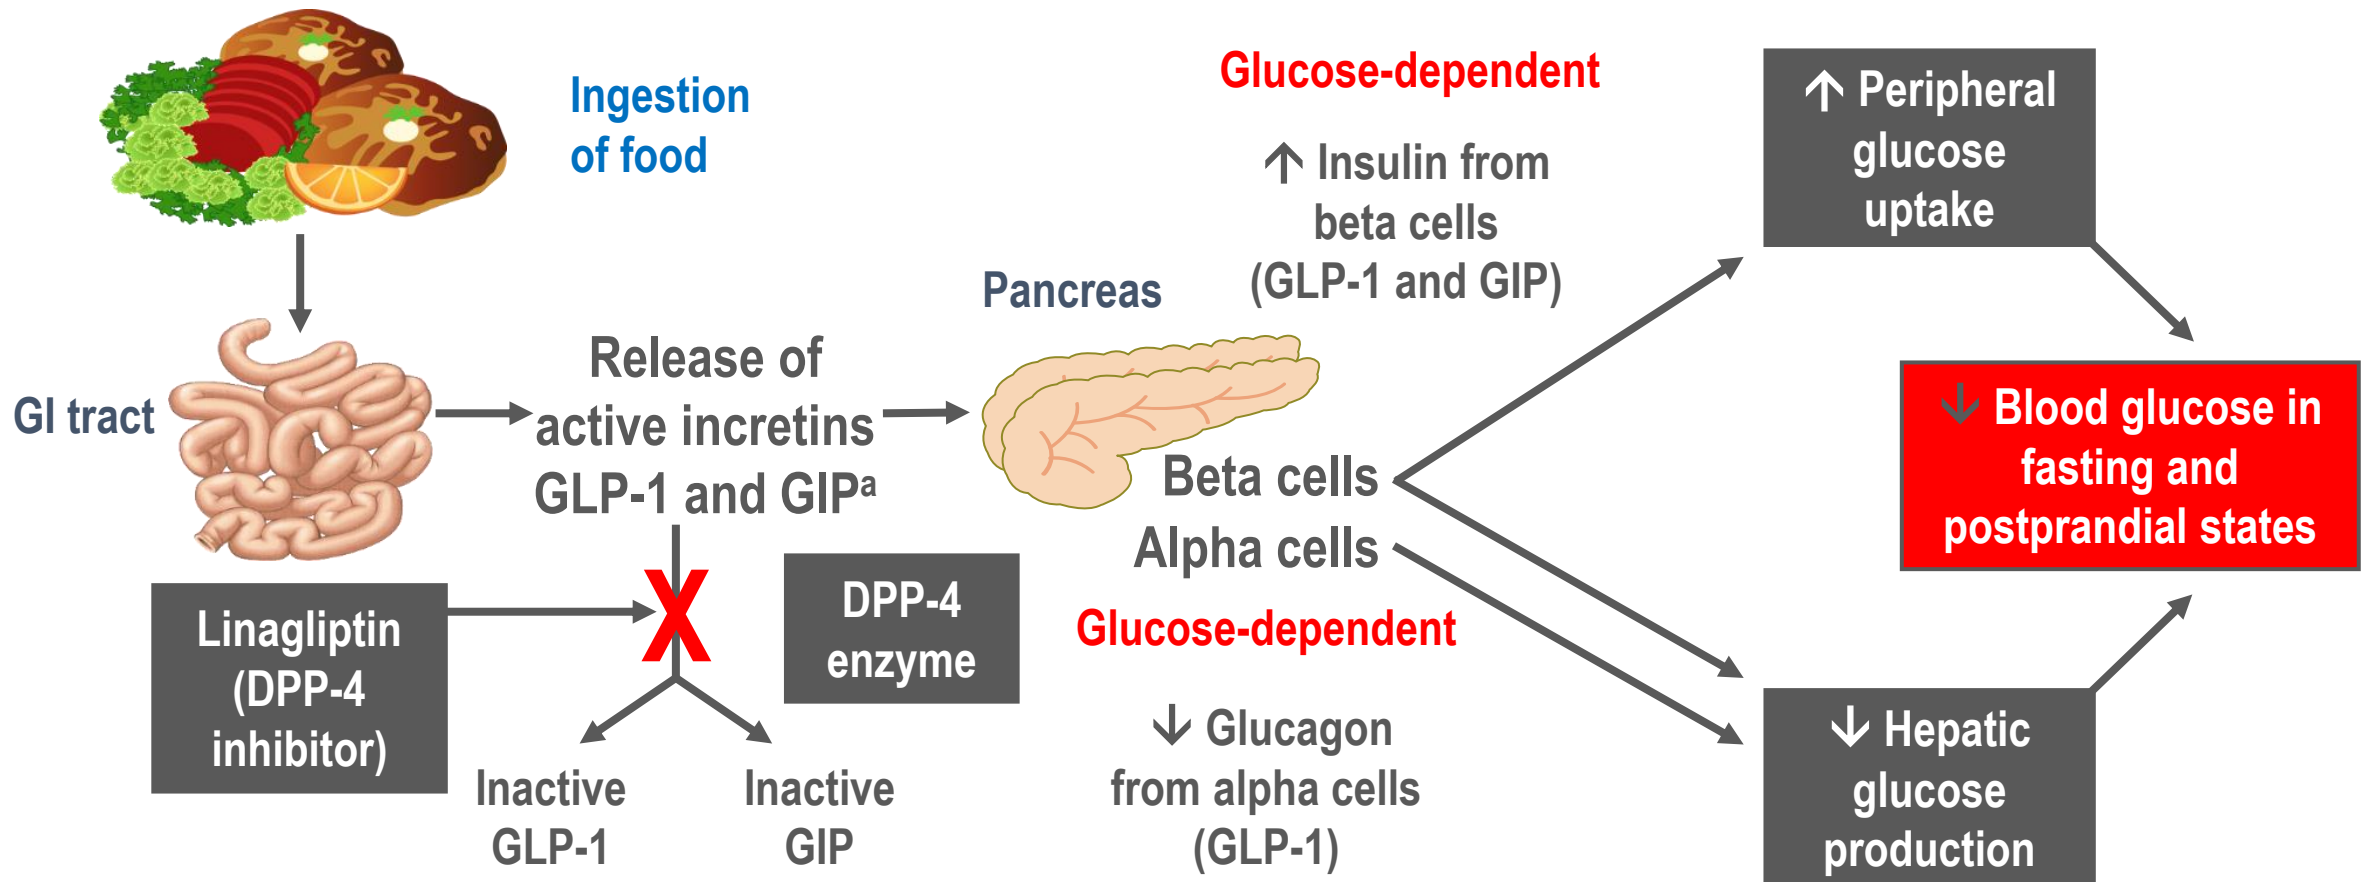 Ingestion
of food
GI tract
Release of
active incretins
GLP-1 and GIPᵃ
Linagliptin
(DPP-4
inhibitor)
X
DPP-4
enzyme
Inactive
GLP-1
Inactive
GIP
Pancreas
Glucose-dependent
↑ Insulin from
beta cells
(GLP-1 and GIP)
Beta cells
Alpha cells
Glucose-dependent
↓ Glucagon
from alpha cells
(GLP-1)
↑ Peripheral
glucose
uptake
↓ Blood glucose in
fasting and
postprandial states
↓ Hepatic
glucose
production